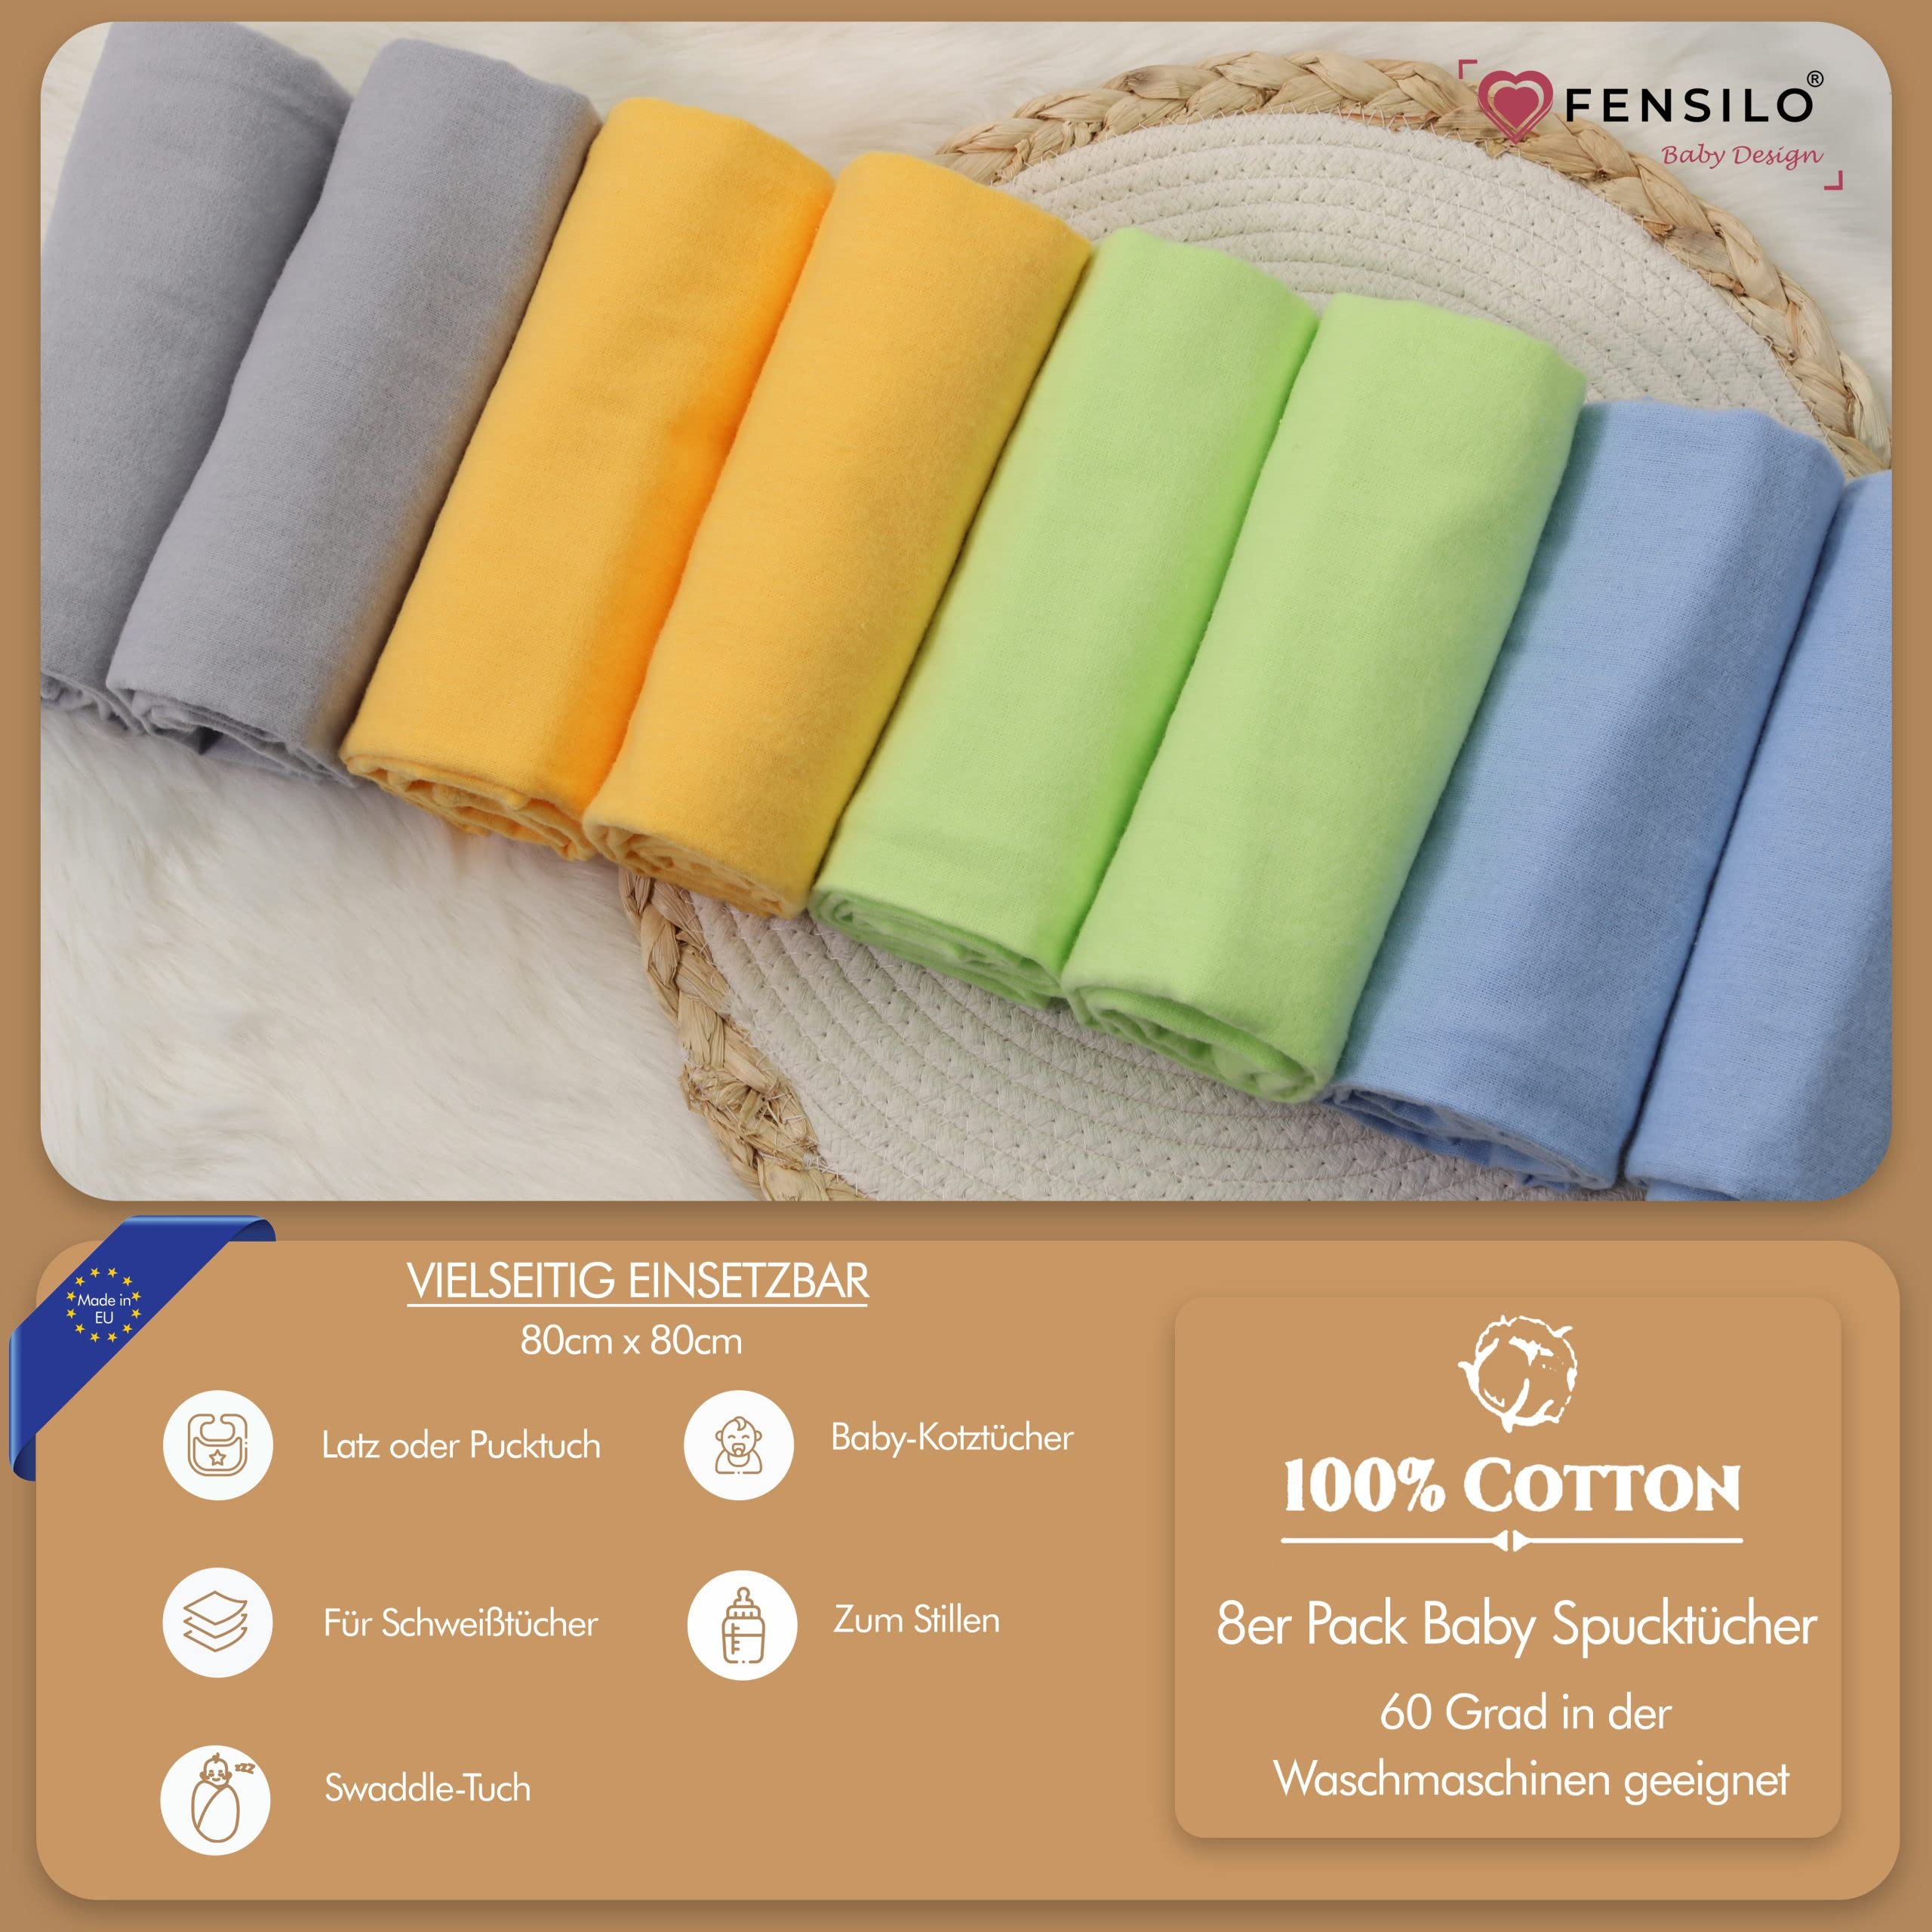 FENSILO®
Baby Design
Made in
EU
VIELSEITIG EINSETZBAR
80cm x 80cm
Latz oder Pucktuch
Baby-Kotztücher
Für Schweißtücher
Zum Stillen
zzz
Swaddle-Tuch
100% COTTON
8er Pack Baby Spucktücher
60 Grad in der
Waschmaschinen geeignet